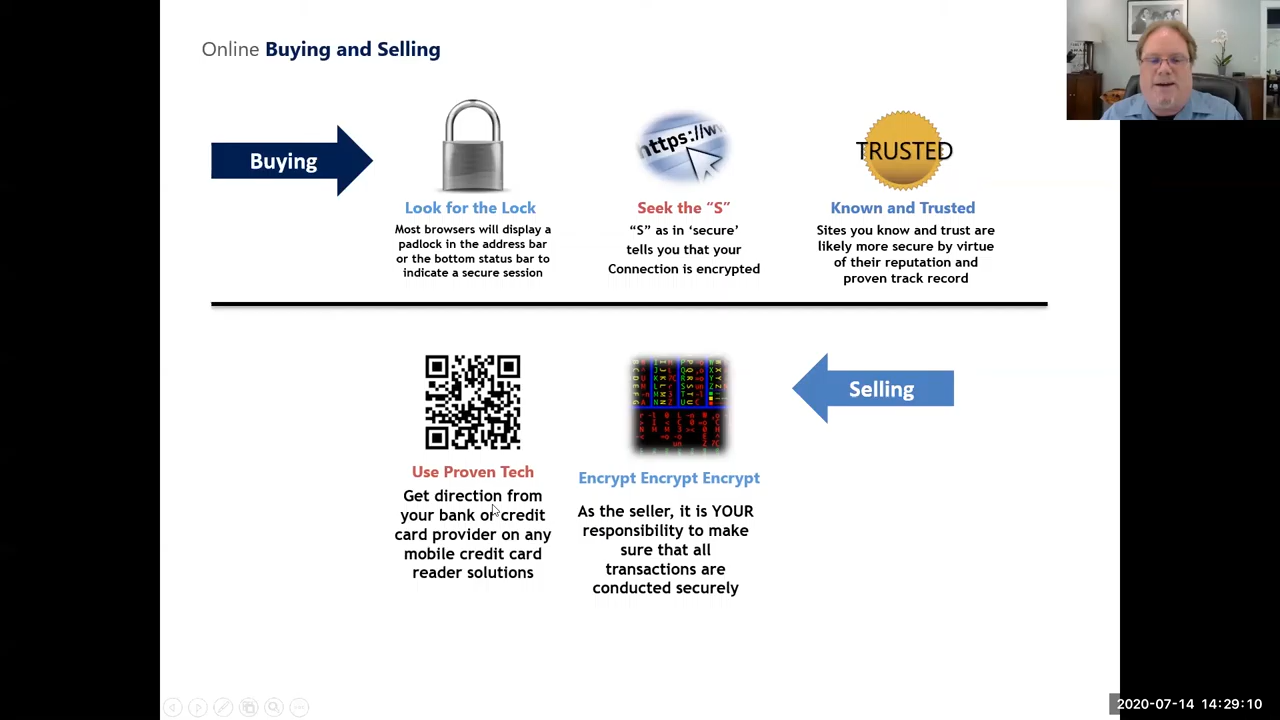 Online Buying and Selling
Buying
https://ww
TRUSTED
Look for the Lock
Most browsers will display a
padlock in the address bar
or the bottom status bar to
indicate a secure session
Seek the “S”
“S” as in ‘secure’
tells you that your
Connection is encrypted
Known and Trusted
Sites you know and trust are
likely more secure by virtue
of their reputation and
proven track record
Selling
Use Proven Tech
Get direction from
your bank or credit
card provider on any
mobile credit card
reader solutions
Encrypt Encrypt Encrypt
As the seller, it is YOUR
responsibility to make
sure that all
transactions are
conducted securely
2020-07-14 14:29:10